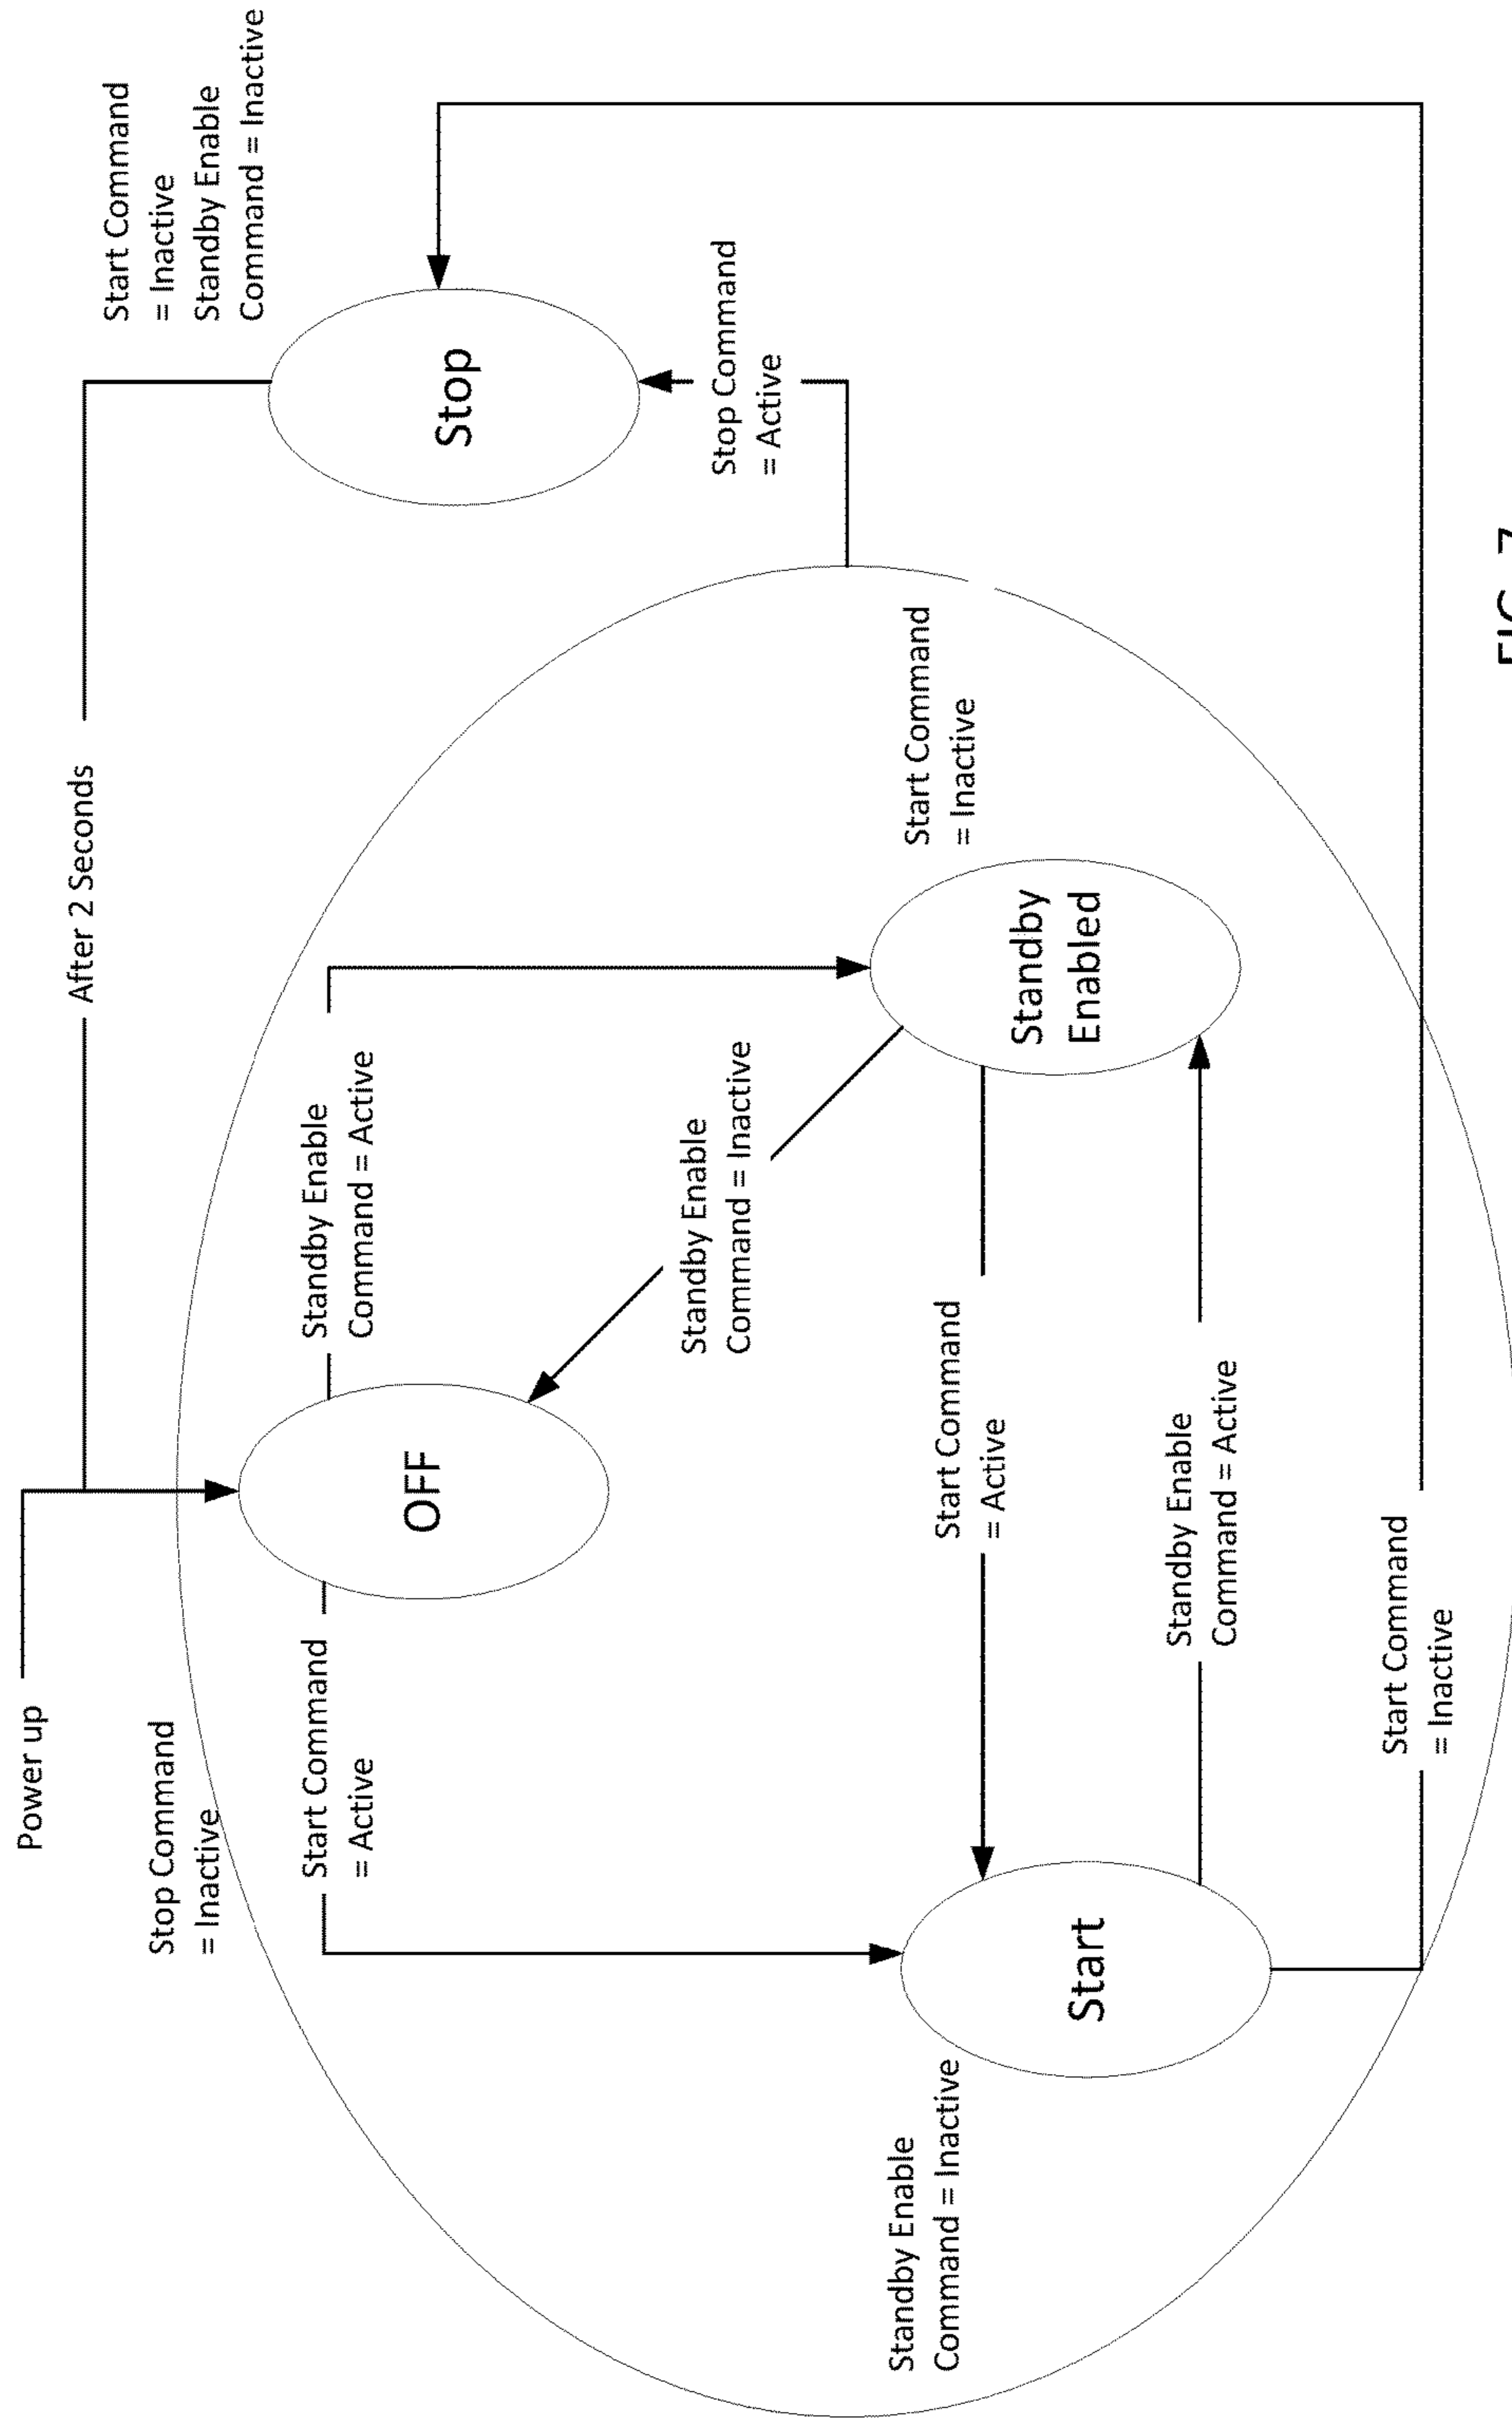 Power up
After 2 Seconds
Stop Command
= Inactive
Start Command
= Inactive
Standby Enable
Command = Inactive
Start Command
= Active
OFF
Standby Enable
Command = Active
Stop
Standby Enable
Command = Inactive
Stop Command
= Active
Standby Enable
Command = Inactive
Start Command
= Active
Start Command
= Inactive
Start
Standby
Enabled
Standby Enable
Command = Active
Start Command
= Inactive
FIG. 7